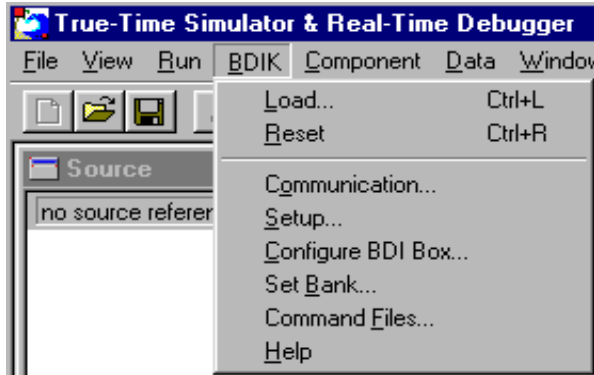 True-Time Simulator & Real-Time Debugger
File View Run BDIK Component Data
Load... Ctrl+L
Reset Ctrl+R
Source
no source
Communication...
Setup...
Configure BDI Box...
Set Bank...
Command Files...
Help